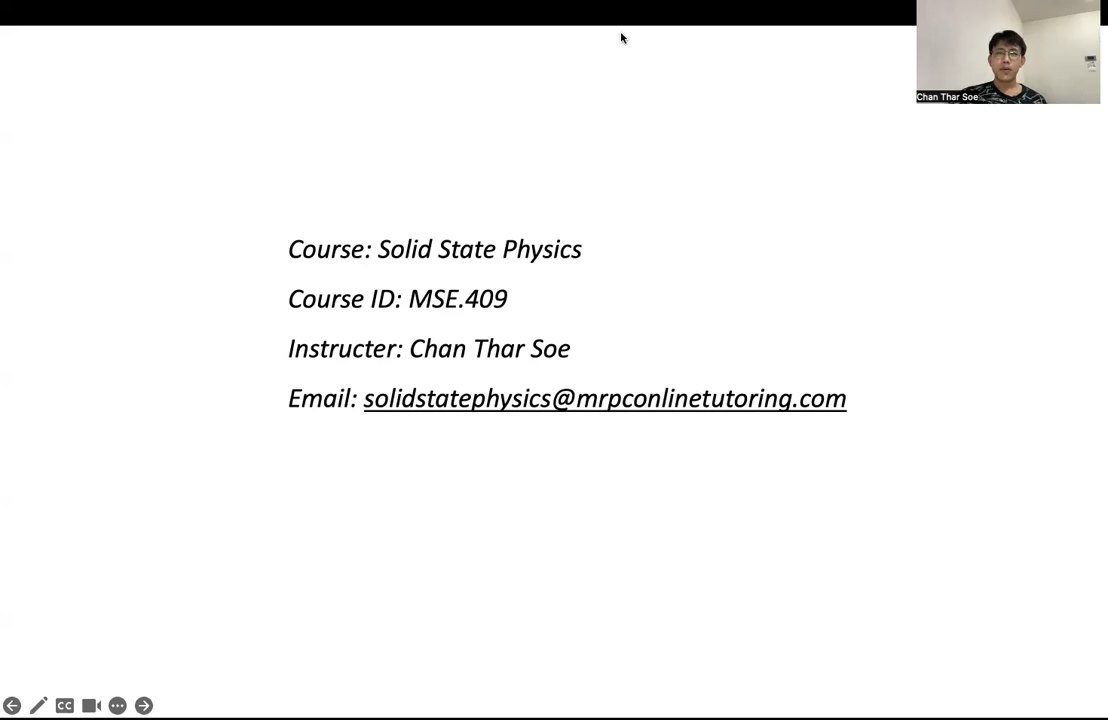 Chan Thar Soe
Course: Solid State Physics
Course ID: MSE.409
Instructer: Chan Thar Soe
Email: solidstatephysics@mrpconlinetutoring.com
CC